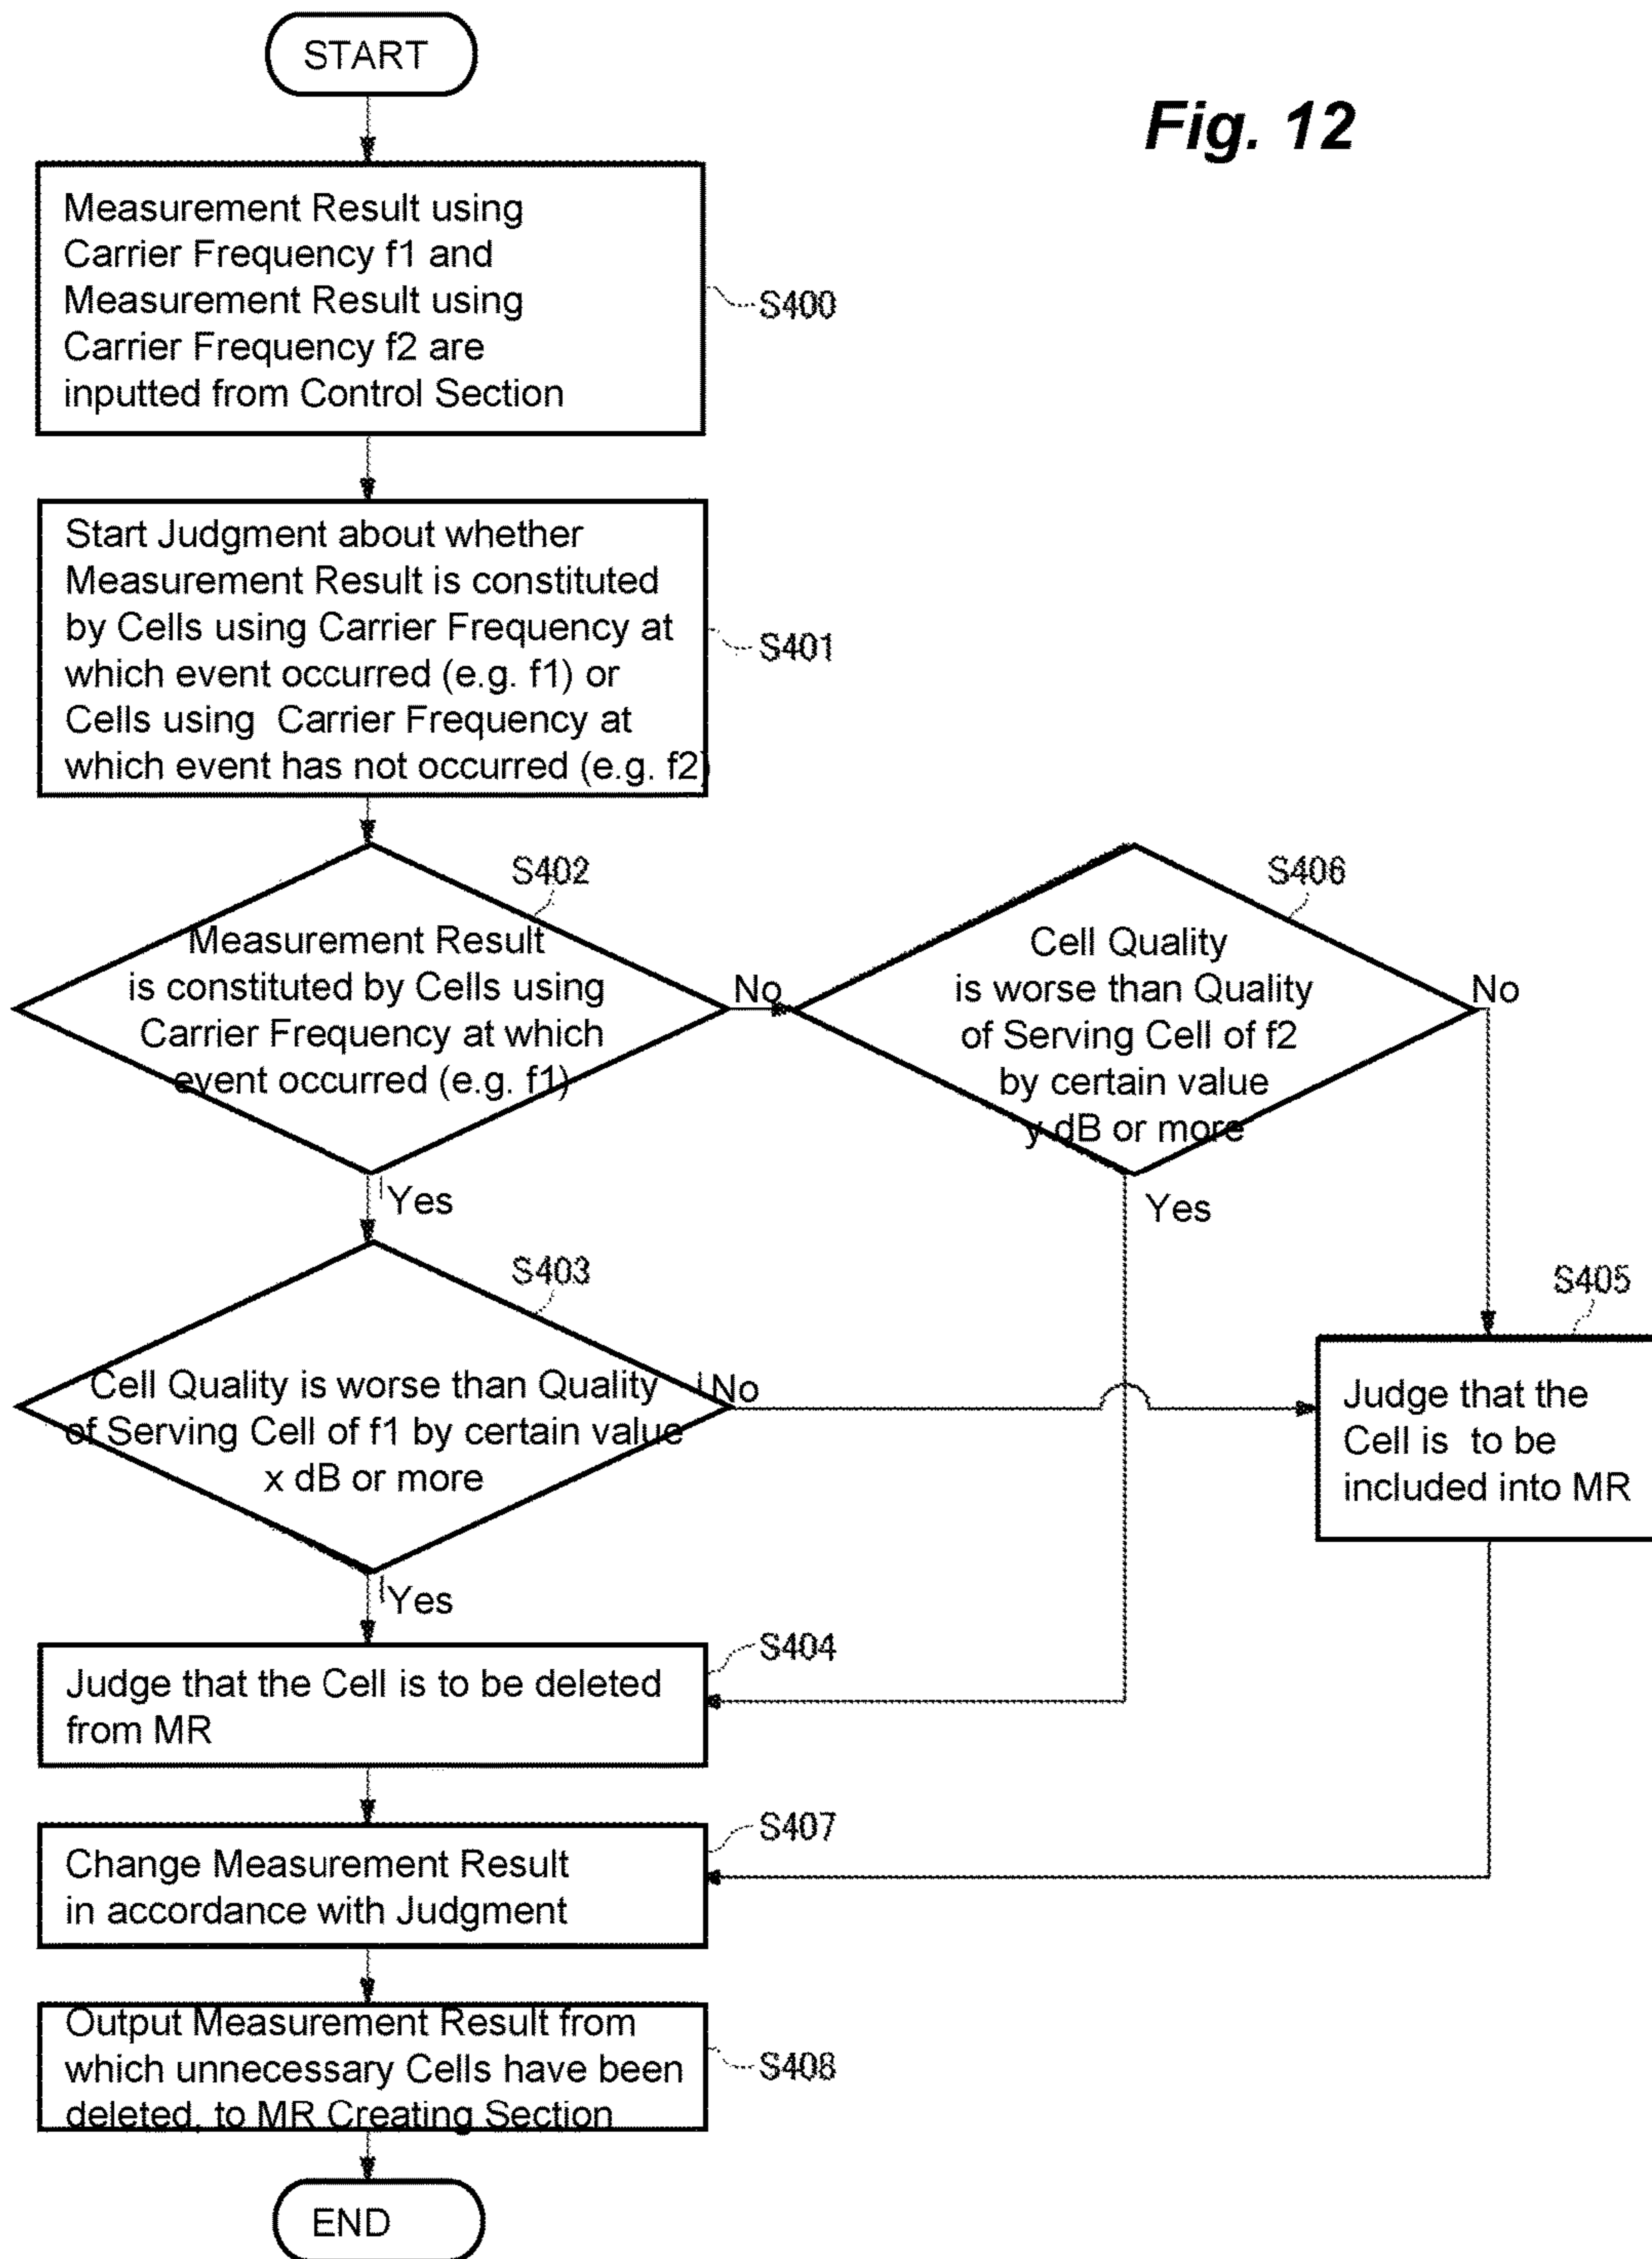 START
Fig. 12
Measurement Result using
Carrier Frequency f1 and
Measurement Result using
Carrier Frequency f2 are
inputted from Control Section
S400
Start Judgment about whether
Measurement Result is constituted
by Cells using Carrier Frequency at
which event occurred (e.g. f1) or
Cells using Carrier Frequency at
which event has not occurred (e.g. f2)
S401
S402
Measurement Result
is constituted by Cells using
Carrier Frequency at which
event occurred (e.g. f1)
No
Yes
S406
Cell Quality
is worse than Quality
of Serving Cell of f2
by certain value
y dB or more
No
Yes
S403
Cell Quality is worse than Quality
of Serving Cell of f1 by certain value
x dB or more
No
Yes
S405
Judge that the
Cell is to be
included into MR
S404
Judge that the Cell is to be deleted
from MR
S407
Change Measurement Result
in accordance with Judgment
Output Measurement Result from
which unnecessary Cells have been
deleted, to MR Creating Section
S408
END